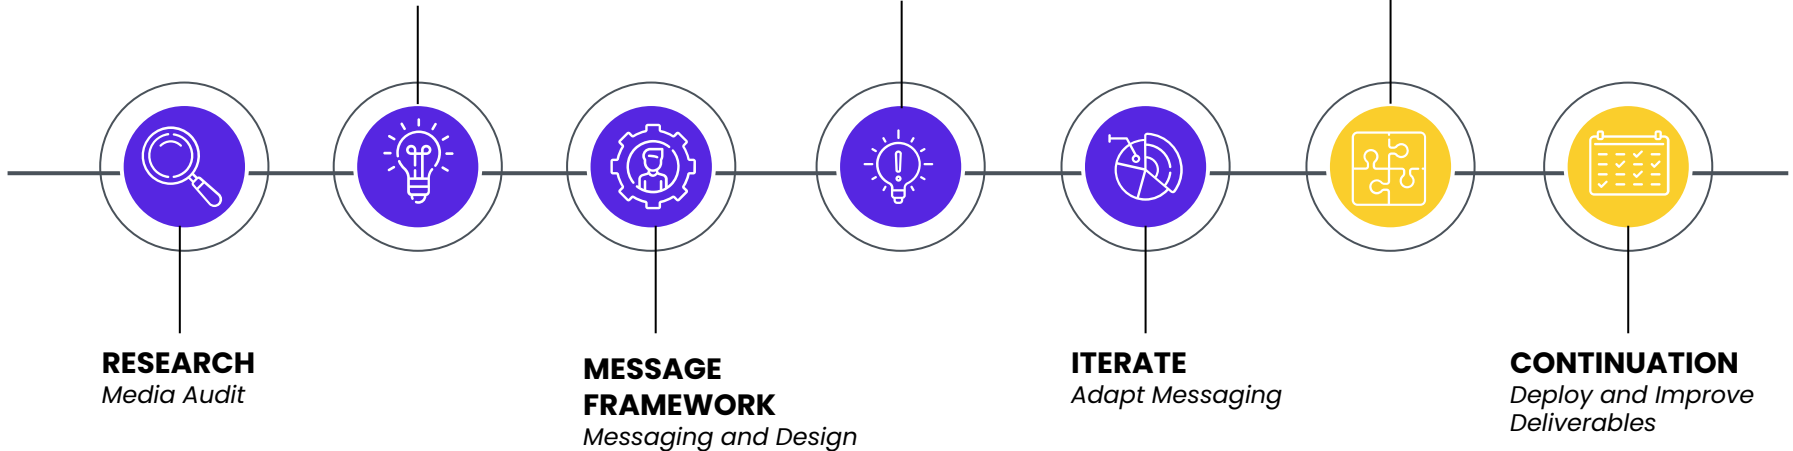 RESEARCH
Media Audit
MESSAGE
FRAMEWORK
Messaging and Design
ITERATE
Adapt Messaging
CONTINUATION
Deploy and Improve
Deliverables